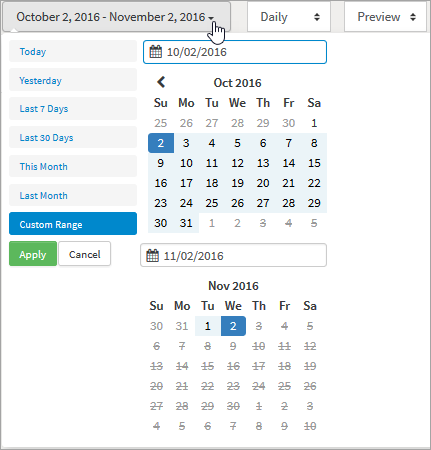 October 2, 2016 - November 2, 2016
Daily
Preview
Today
Yesterday
Last 7 Days
Last 30 Days
This Month
Last Month
Custom Range
Apply
Cancel
10/02/2016
Oct 2016
Su Mo Tu We Th Fr Sa
25 26 27 28 29 30 1
2 3 4 5 6 7 8
9 10 11 12 13 14 15
16 17 18 19 20 21 22
23 24 25 26 27 28 29
30 31 1 2 3 4 5
11/02/2016
Nov 2016
Su Mo Tu We Th Fr Sa
30 31 1 2 3 4 5
6 7 8 9 10 11 12
13 14 15 16 17 18 19
20 21 22 23 24 25 26
27 28 29 30 1 2 3
4 5 6 7 8 9 10